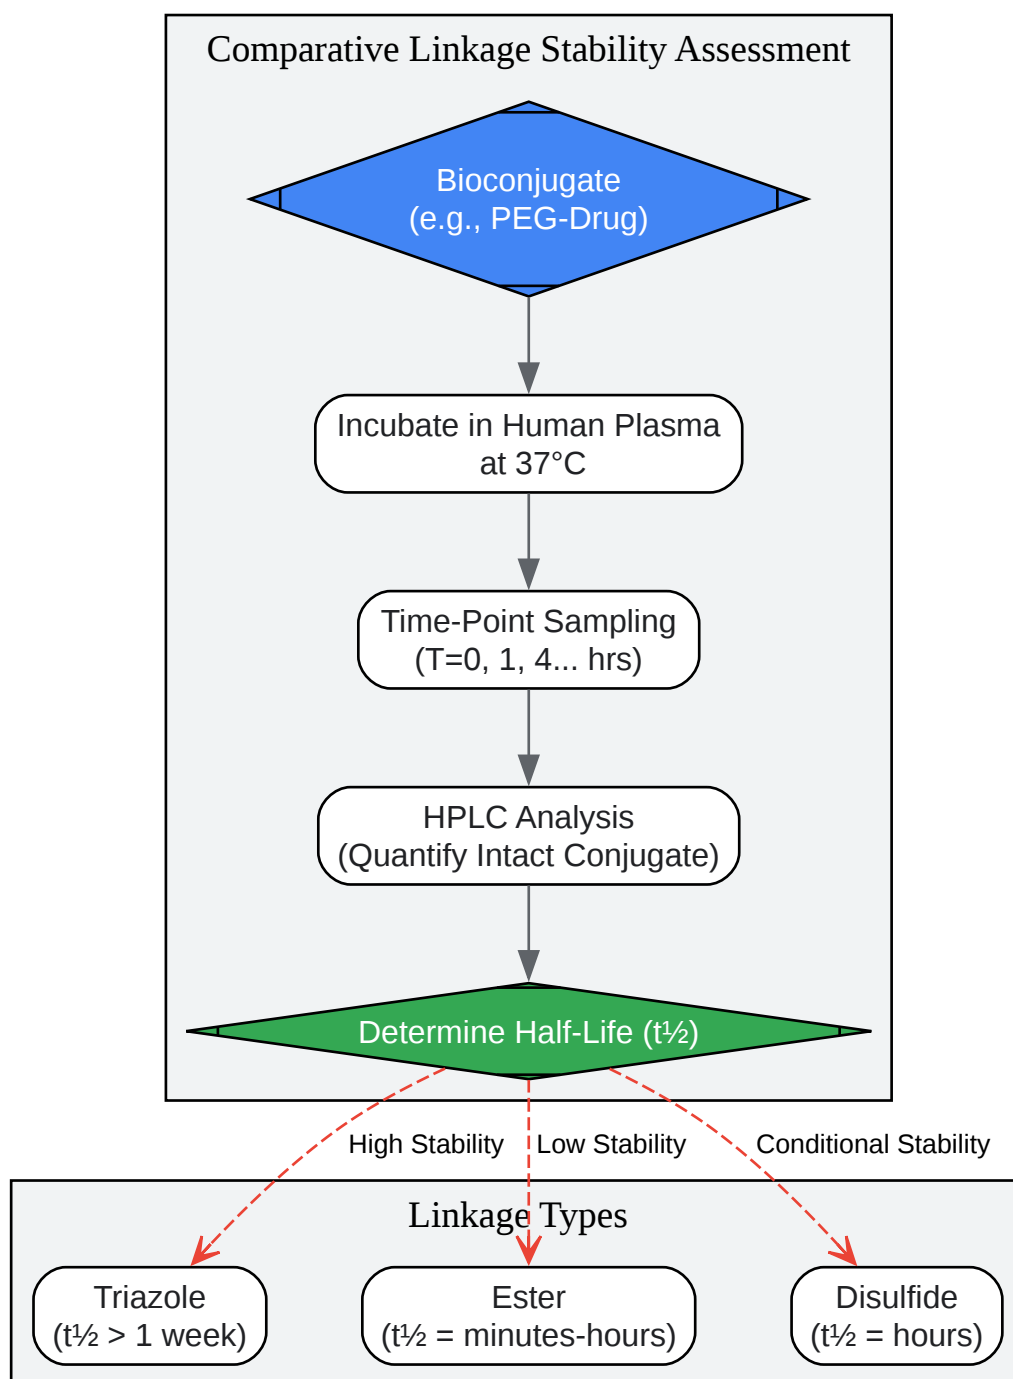 Comparative Linkage Stability Assessment
Bioconjugate
(e.g., PEG-Drug)
Incubate in Human Plasma
at 37°C
Time-Point Sampling
(T=0, 1, 4... hrs)
HPLC Analysis
(Quantify Intact Conjugate)
Determine Half-Life (t½)
High Stability
Low Stability
Conditional Stability
Linkage Types
Triazole
(t½ > 1 week)
Ester
(t½ = minutes-hours)
Disulfide
(t½ = hours)